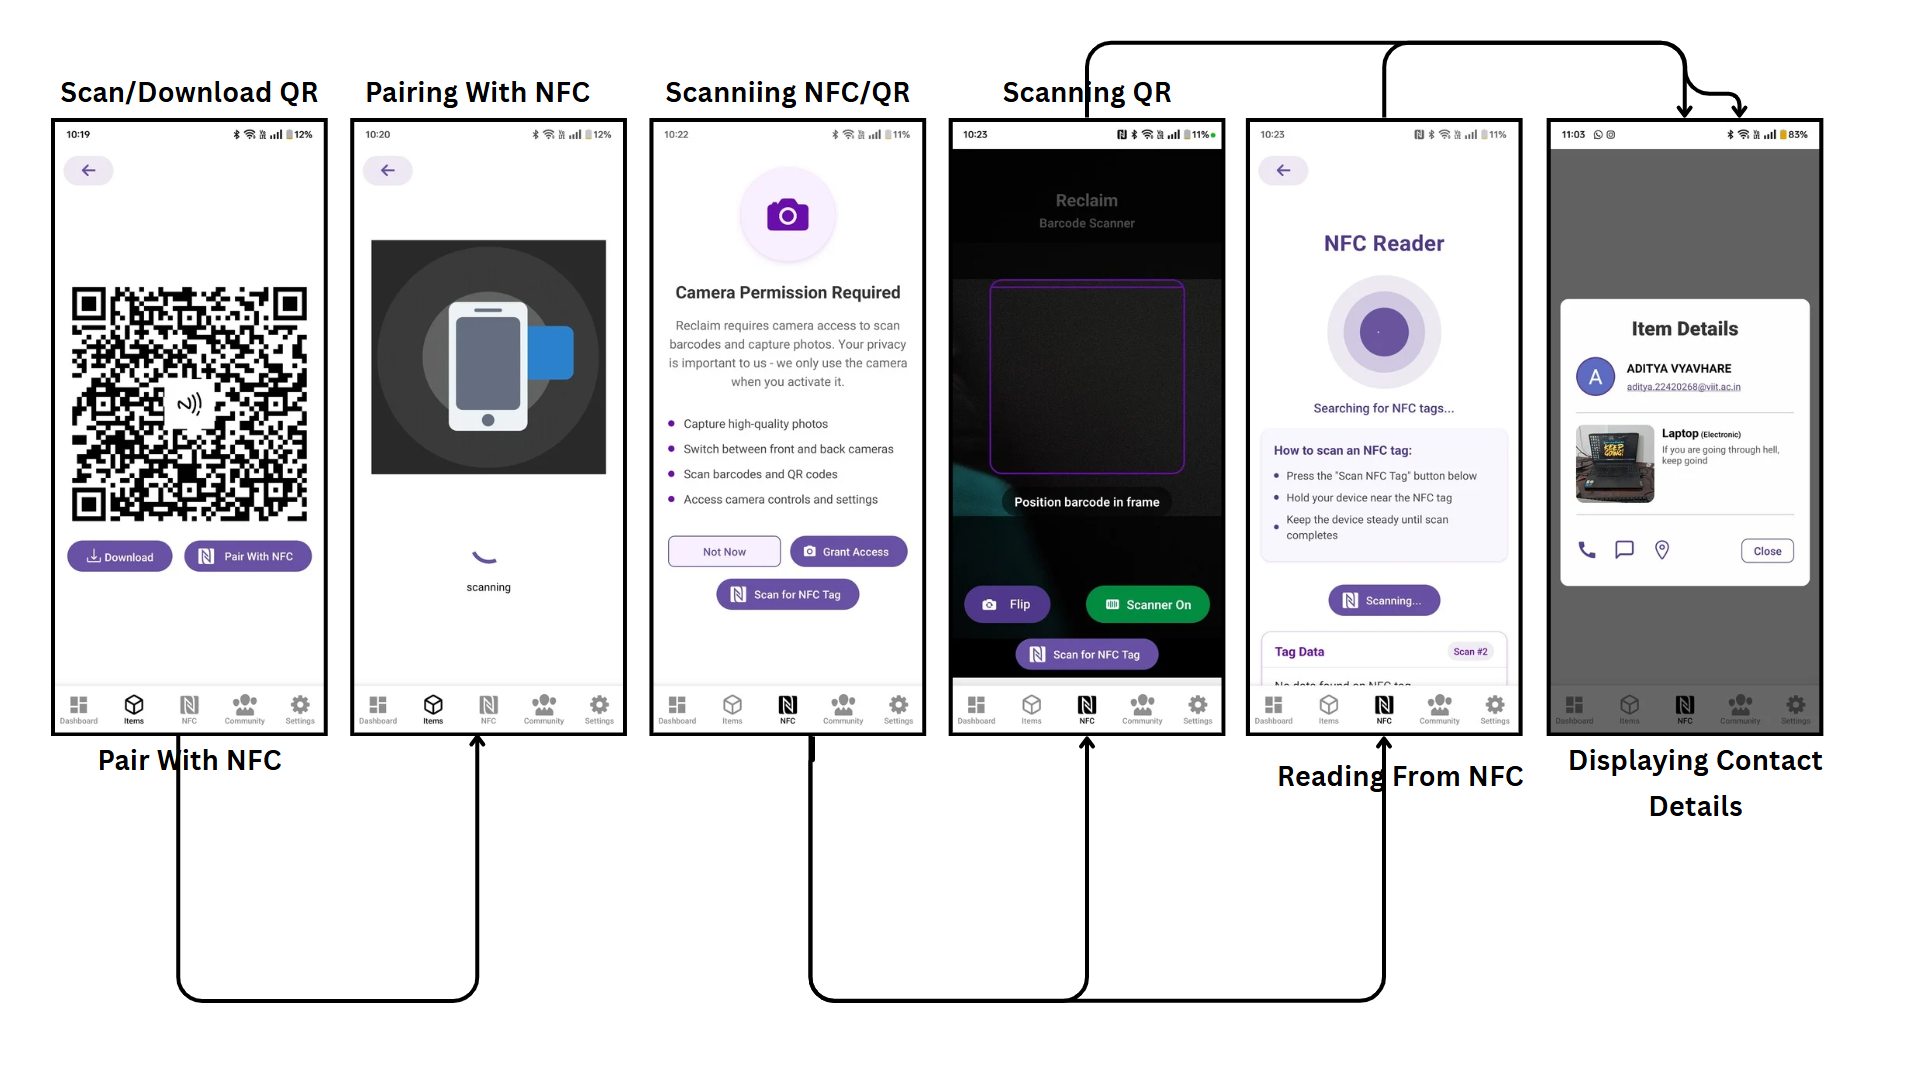 Scan/Download QR
10:19
12%
Download
Pair With NFC
Dashboard
Items
NFC
Community
Settings
Pair With NFC
Pairing With NFC
10:20
12%
scanning
Dashboard
Items
NFC
Community
Settings
Scanniing NFC/QR
10:22
11%
Camera Permission Required
Reclaim requires camera access to scan
barcodes and capture photos. Your privacy
is important to us - we only use the camera
when you activate it.
Capture high-quality photos
Switch between front and back cameras
Scan barcodes and QR codes
Access camera controls and settings
Not Now
Grant Access
Scan for NFC Tag
Dashboard
Items
NFC
Community
Settings
Scanning QR
10:23
11%
Reclaim
Barcode Scanner
Position barcode in frame
Flip
Scanner On
Scan for NFC Tag
Dashboard
Items
NFC
Community
Settings
10:23
11%
NFC Reader
Searching for NFC tags...
How to scan an NFC tag:
Press the "Scan NFC Tag" button below
Hold your device near the NFC tag
Keep the device steady until scan
completes
Scanning...
Tag Data
Scan #2
No data found on NFC tag
Dashboard
Items
NFC
Community
Settings
Reading From NFC
11:03
83%
Item Details
A
ADITYA VYAVHARE
aditya.22420268@viit.ac.in
KEEP
GOING
Laptop (Electronic)
If you are going through hell,
keep goind
Close
Dashboard
Items
NFC
Community
Settings
Displaying Contact
Details